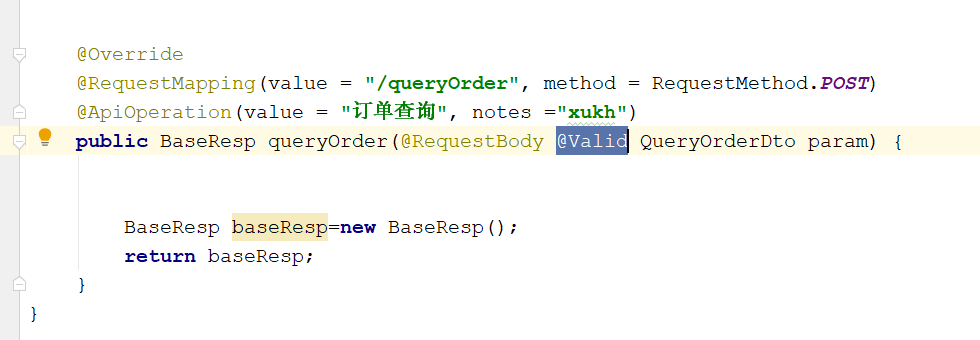 @Override
@RequestMapping(value = "/queryOrder", method = RequestMethod.POST)
@ApiOperation(value = "订单查询", notes ="xukh")
public BaseResp queryOrder(@RequestBody @Valid QueryOrderDto param) {
BaseResp baseResp=new BaseResp();
return baseResp;
}
}